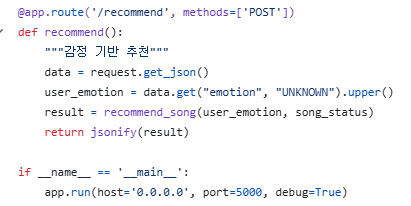 @app.route('/recommend', methods=['POST'])
def recommend():
    """감정 기반 추천"""
    data = request.get_json()
    user_emotion = data.get("emotion", "UNKNOWN").upper()
    result = recommend_song(user_emotion, song_status)
    return jsonify(result)

if __name__ == '__main__':
    app.run(host='0.0.0.0', port=5000, debug=True)